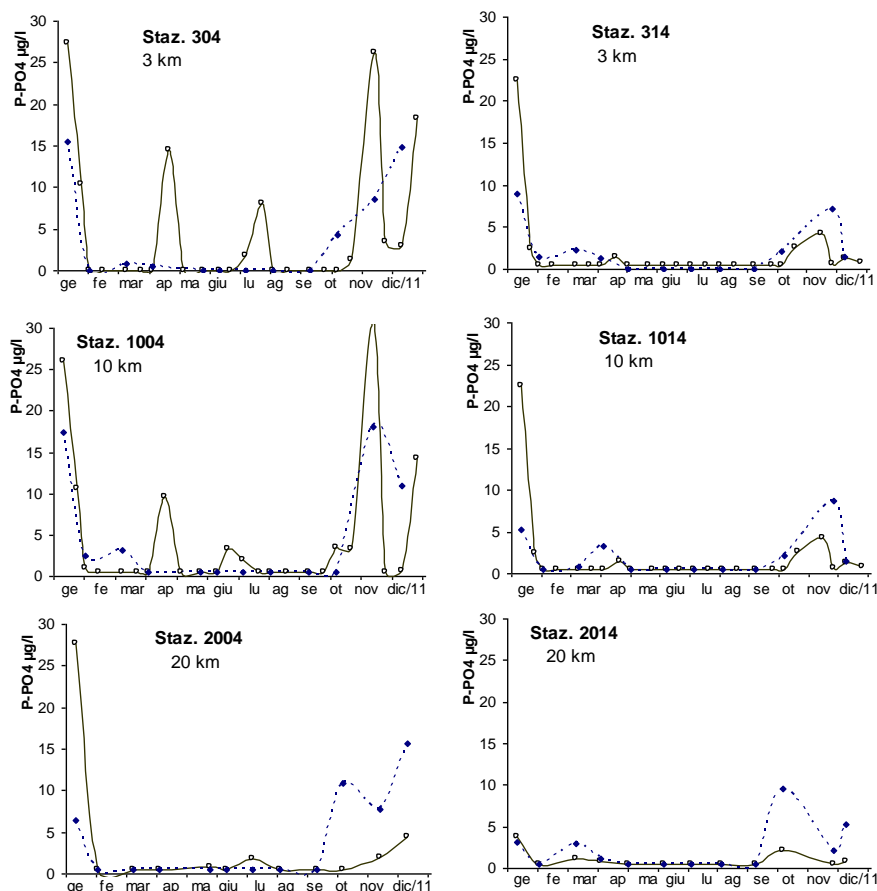 Staz. 304
3 km
P-PO4 µg/l
30
25
20
15
10
5
0
ge fe mar ap ma giu lu ag se ot nov dic/11
Staz. 314
3 km
P-PO4 µg/l
30
25
20
15
10
5
0
ge fe mar ap ma giu lu ag se ot nov dic/11
Staz. 1004
10 km
P-PO4 µg/l
30
25
20
15
10
5
0
ge fe mar ap ma giu lu ag se ot nov dic/11
Staz. 1014
10 km
P-PO4 µg/l
30
25
20
15
10
5
0
ge fe mar ap ma giu lu ag se ot nov dic/11
Staz. 2004
20 km
P-PO4 µg/l
30
25
20
15
10
5
0
ge fe mar ap ma giu lu ag se ot nov dic/11
Staz. 2014
20 km
P-PO4 µg/l
30
25
20
15
10
5
0
ge fe mar ap ma giu lu ag se ot nov dic/11